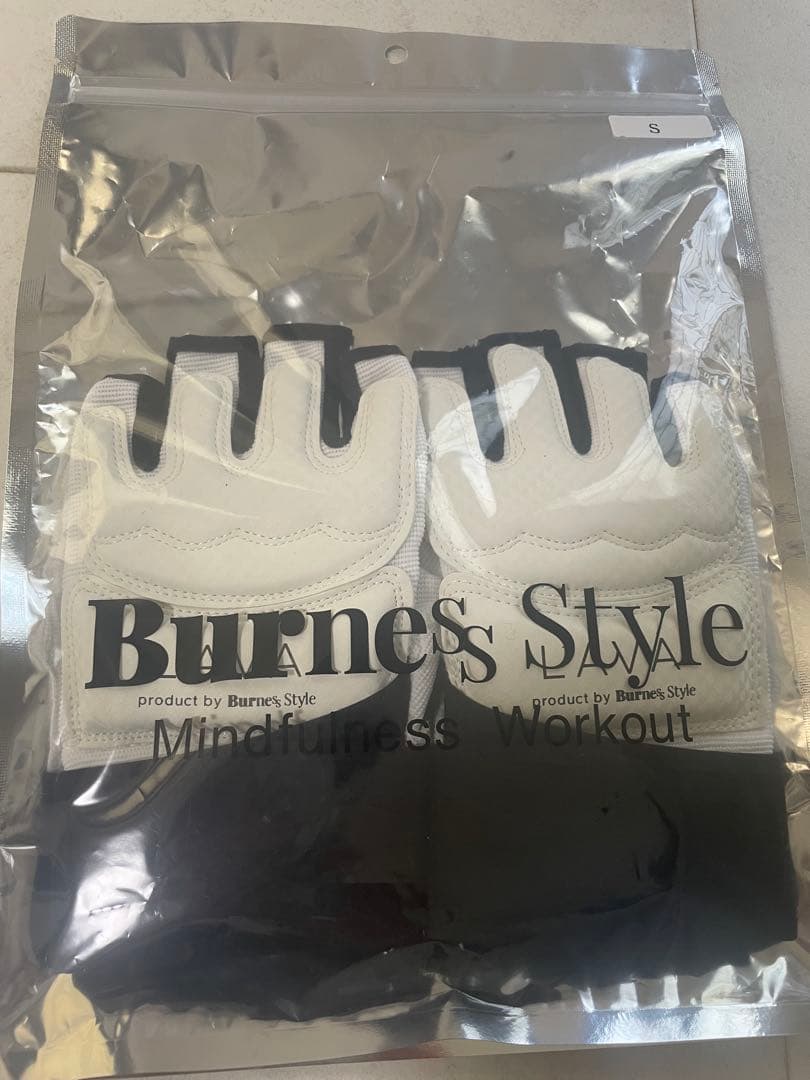 S
Burness Style
LAVA LAVA
product by Burness Style product by Burness Style
Mindfulness Workout